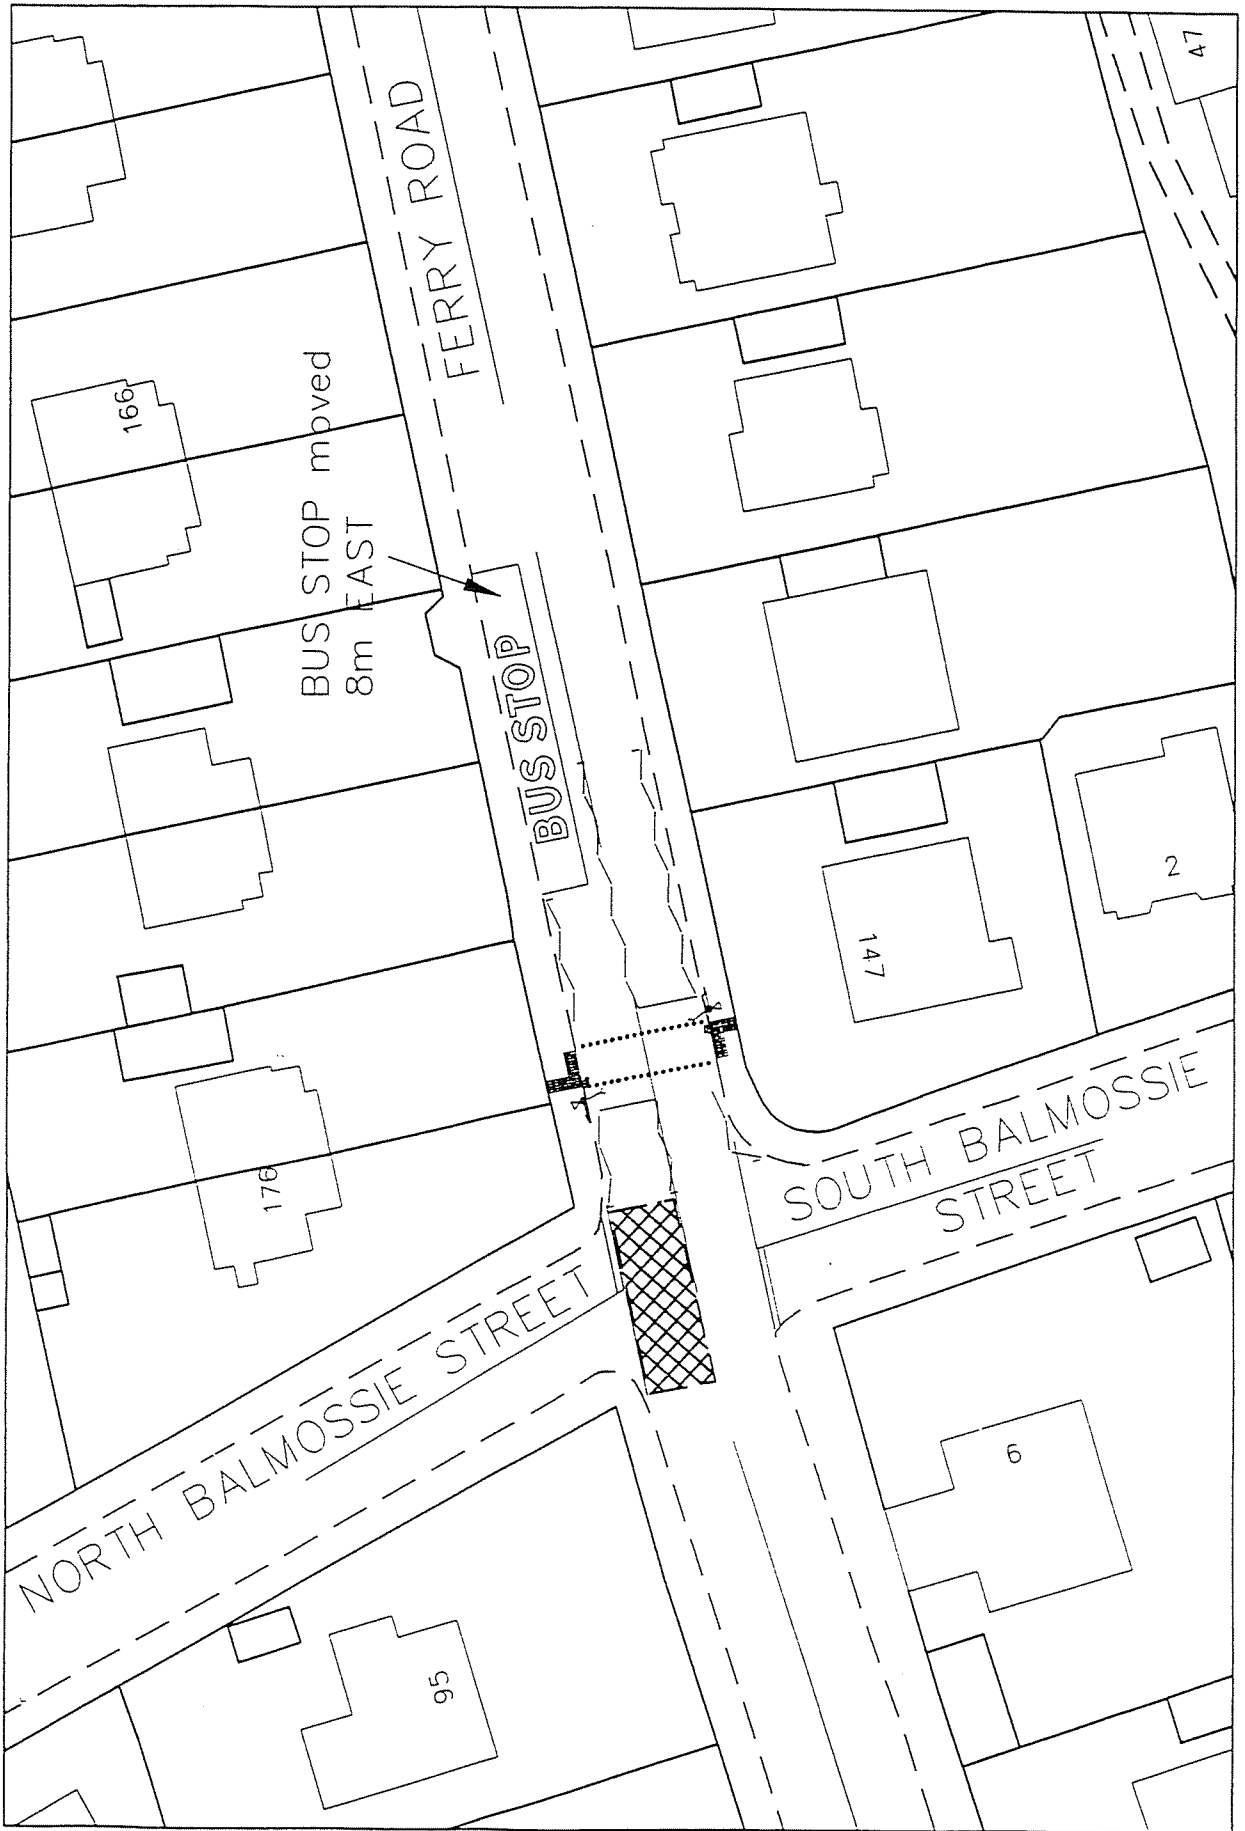 47
FERRY ROAD
166
BUS STOP moved
8m EAST
BUS STOP
2
147
SOUTH BALMOSSIE
STREET
176
NORTH BALMOSSIE STREET
6
95